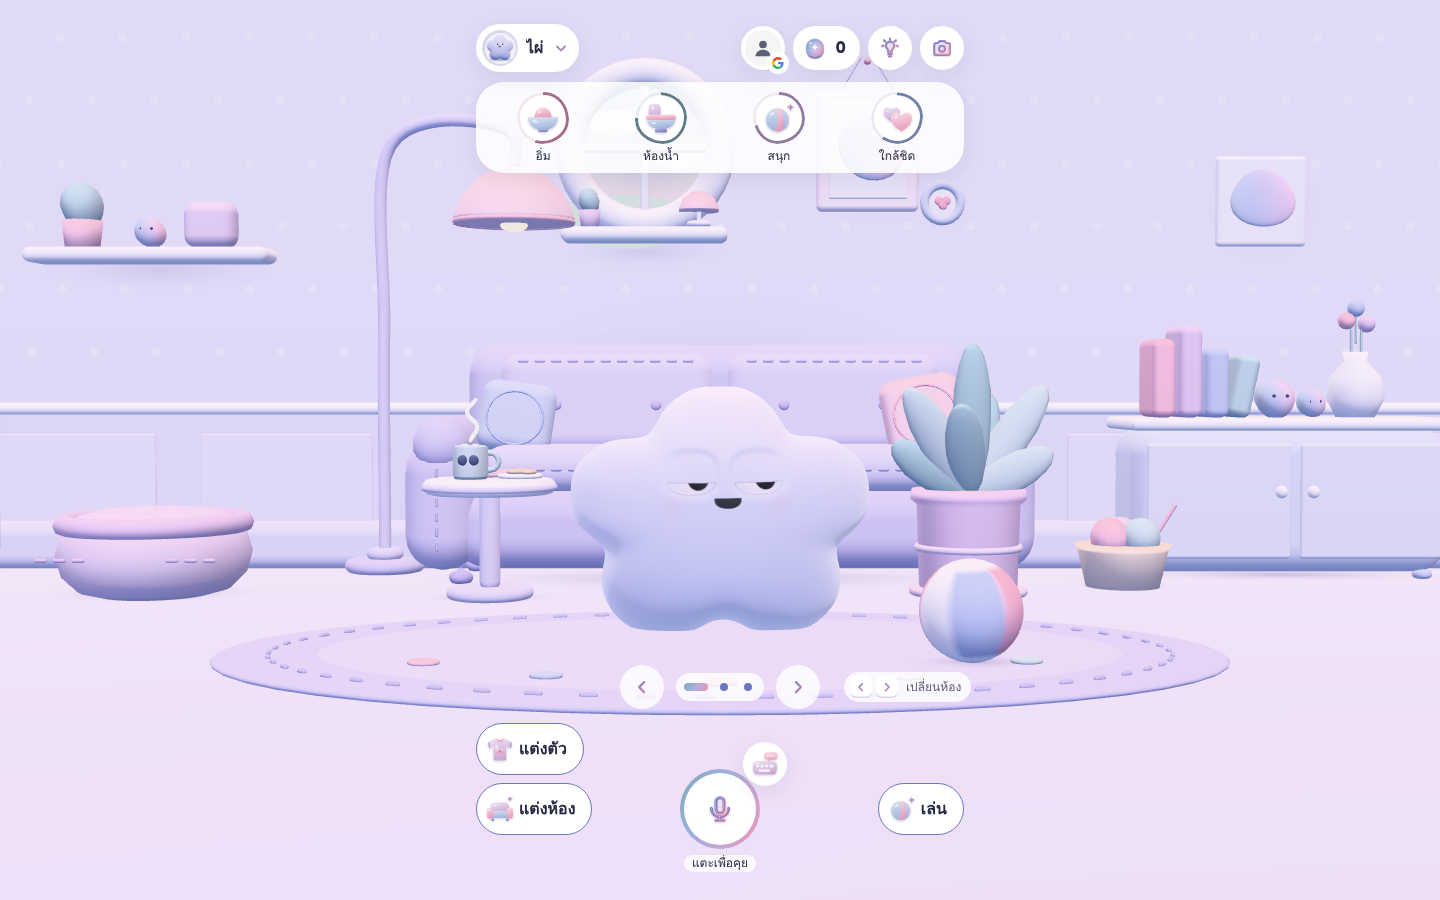 ไผ่
0
อิ่ม
ห้องน้ำ
สนุก
ใกล้ชิด
เปลี่ยนห้อง
แต่งตัว
แต่งห้อง
เล่น
แตะเพื่อคุย